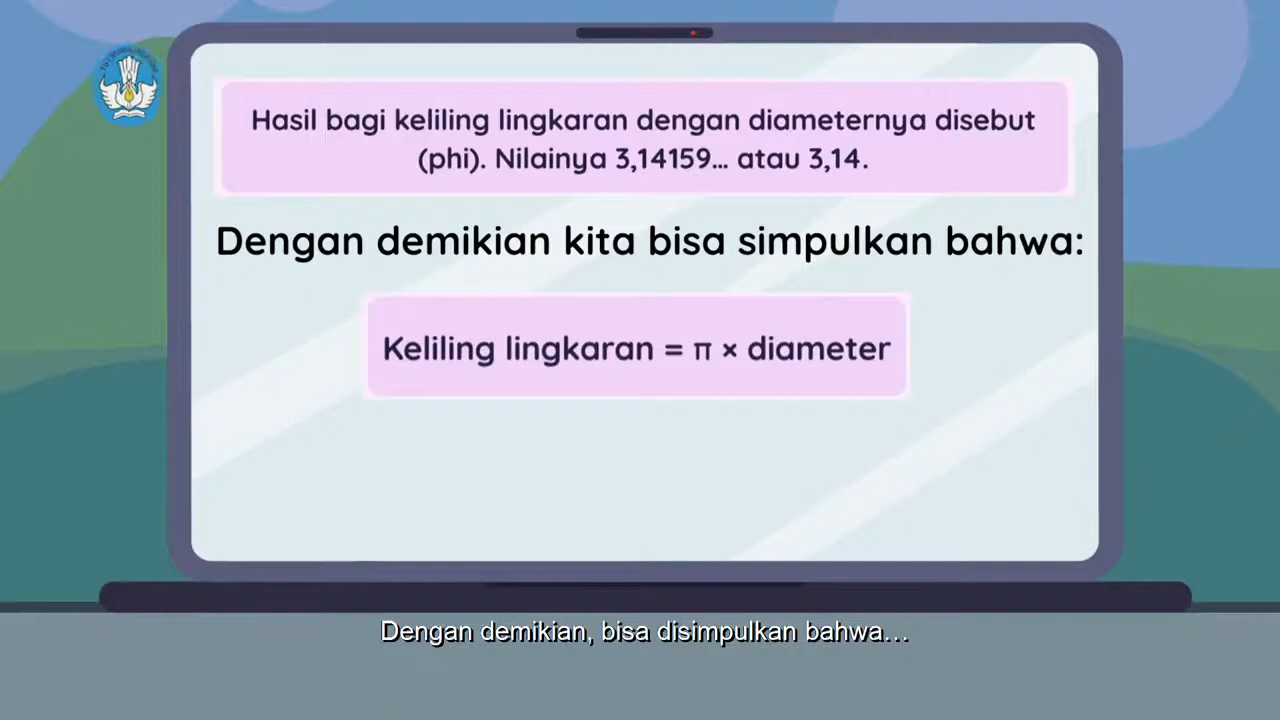 Hasil bagi keliling lingkaran dengan diameternya disebut
(phi). Nilainya 3,14159... atau 3,14.
Dengan demikian kita bisa simpulkan bahwa:
Keliling lingkaran = π × diameter
Dengan demikian, bisa disimpulkan bahwa...